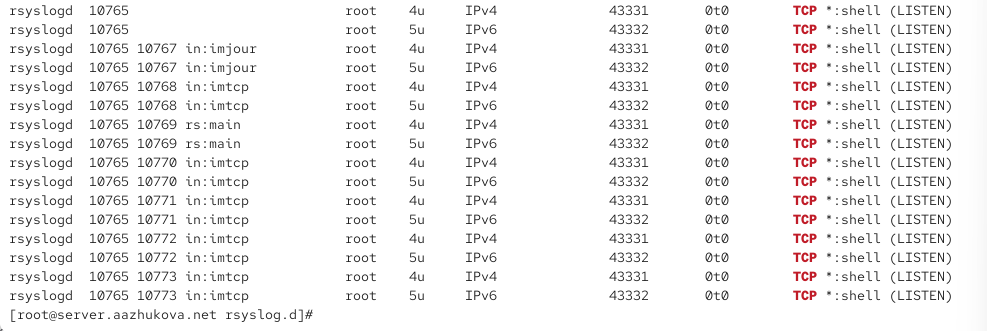 rsyslogd 10765 root 4u IPv4 43331 0t0 TCP *:shell (LISTEN)
rsyslogd 10765 root 5u IPv6 43332 0t0 TCP *:shell (LISTEN)
rsyslogd 10765 10767 in:imjour root 4u IPv4 43331 0t0 TCP *:shell (LISTEN)
rsyslogd 10765 10767 in:imjour root 5u IPv6 43332 0t0 TCP *:shell (LISTEN)
rsyslogd 10765 10768 in:imtcp root 4u IPv4 43331 0t0 TCP *:shell (LISTEN)
rsyslogd 10765 10768 in:imtcp root 5u IPv6 43332 0t0 TCP *:shell (LISTEN)
rsyslogd 10765 10769 rs:main root 4u IPv4 43331 0t0 TCP *:shell (LISTEN)
rsyslogd 10765 10769 rs:main root 5u IPv6 43332 0t0 TCP *:shell (LISTEN)
rsyslogd 10765 10770 in:imtcp root 4u IPv4 43331 0t0 TCP *:shell (LISTEN)
rsyslogd 10765 10770 in:imtcp root 5u IPv6 43332 0t0 TCP *:shell (LISTEN)
rsyslogd 10765 10771 in:imtcp root 4u IPv4 43331 0t0 TCP *:shell (LISTEN)
rsyslogd 10765 10771 in:imtcp root 5u IPv6 43332 0t0 TCP *:shell (LISTEN)
rsyslogd 10765 10772 in:imtcp root 4u IPv4 43331 0t0 TCP *:shell (LISTEN)
rsyslogd 10765 10772 in:imtcp root 5u IPv6 43332 0t0 TCP *:shell (LISTEN)
rsyslogd 10765 10773 in:imtcp root 4u IPv4 43331 0t0 TCP *:shell (LISTEN)
rsyslogd 10765 10773 in:imtcp root 5u IPv6 43332 0t0 TCP *:shell (LISTEN)
[root@server.aazhukova.net rsyslog.d]#